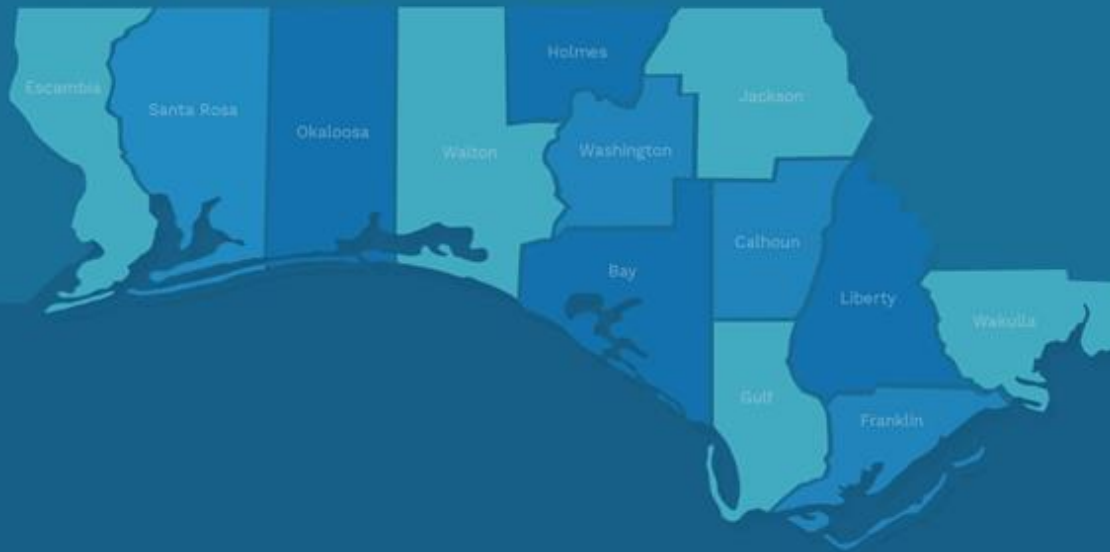 Holmes
Escambia
Jackson
Santa Rosa
Okaloosa
Walton
Washington
Calhoun
Bay
Liberty
Wakulla
Gulf
Franklin